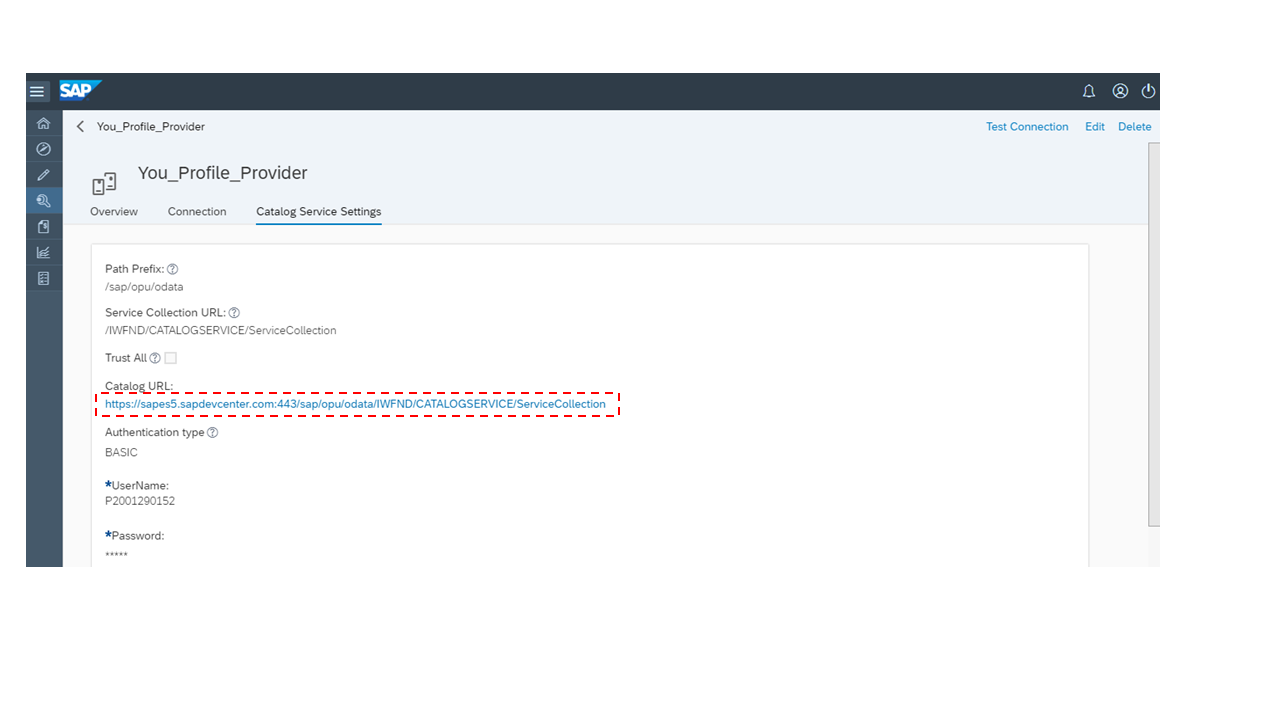 SAP
You_Profile_Provider
Test Connection Edit Delete
You_Profile_Provider
Overview Connection Catalog Service Settings
Path Prefix:
/sap/opu/odata
Service Collection URL:
/IWFND/CATALOGSERVICE/ServiceCollection
Trust All
Catalog URL:
https://sapes5.sapdevcenter.com:443/sap/opu/odata/IWFND/CATALOGSERVICE/ServiceCollection
Authentication type
BASIC
*UserName:
P2001290152
*Password:
*****